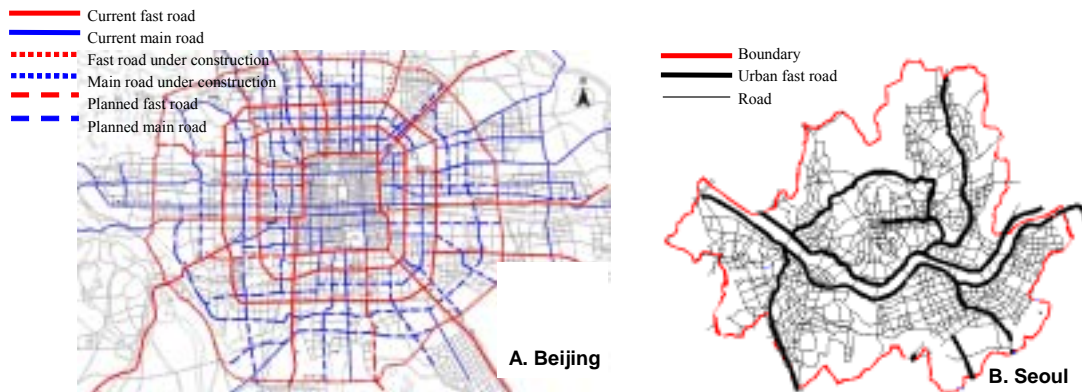 Current fast road
Current main road
Fast road under construction
Main road under construction
Planned fast road
Planned main road
A. Beijing
Boundary
Urban fast road
Road
B. Seoul